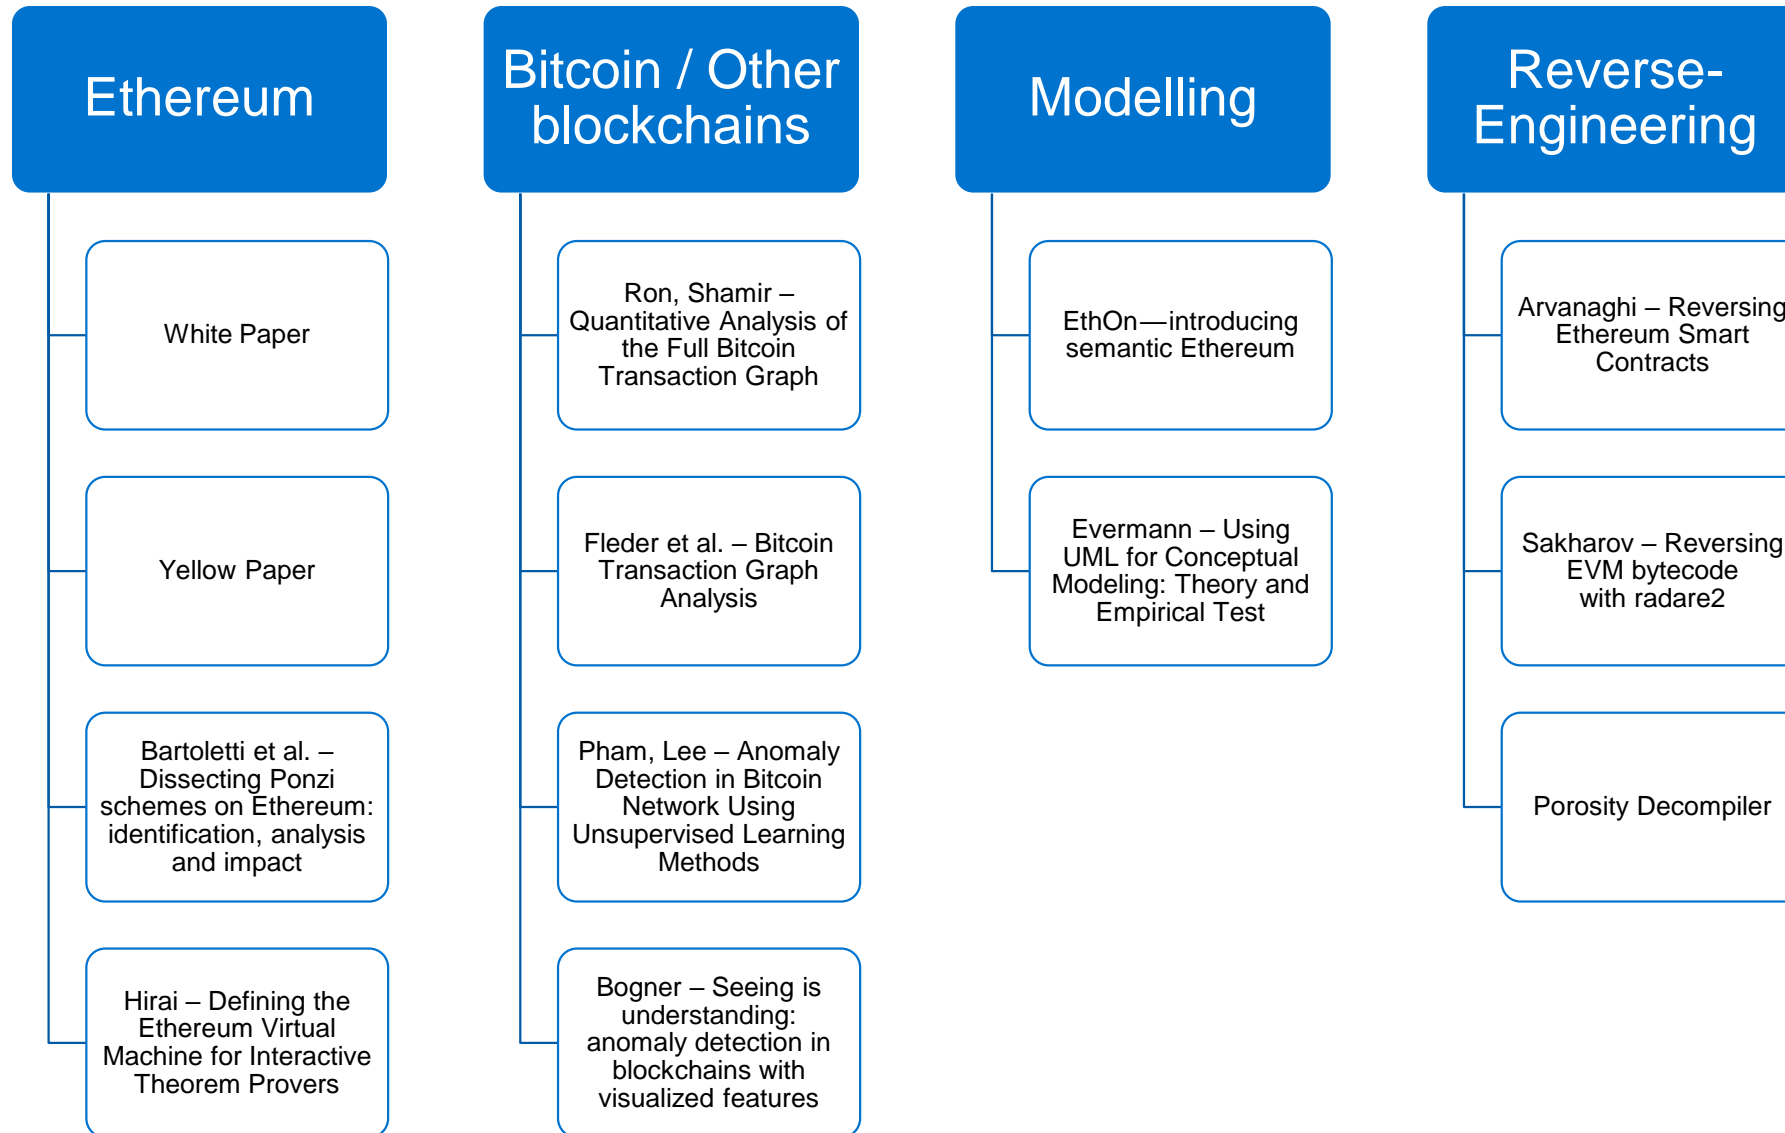 Ethereum
White Paper
Yellow Paper
Bartoletti et al. –
Dissecting Ponzi
schemes on Ethereum:
identification, analysis
and impact
Hirai – Defining the
Ethereum Virtual
Machine for Interactive
Theorem Provers
Bitcoin / Other
blockchains
Ron, Shamir –
Quantitative Analysis of
the Full Bitcoin
Transaction Graph
Fleder et al. – Bitcoin
Transaction Graph
Analysis
Pham, Lee – Anomaly
Detection in Bitcoin
Network Using
Unsupervised Learning
Methods
Bogner – Seeing is
understanding:
anomaly detection in
blockchains with
visualized features
Modelling
EthOn—introducing
semantic Ethereum
Evermann – Using
UML for Conceptual
Modeling: Theory and
Empirical Test
Reverse-
Engineering
Arvanaghi – Reversing
Ethereum Smart
Contracts
Sakharov – Reversing
EVM bytecode
with radare2
Porosity Decompiler